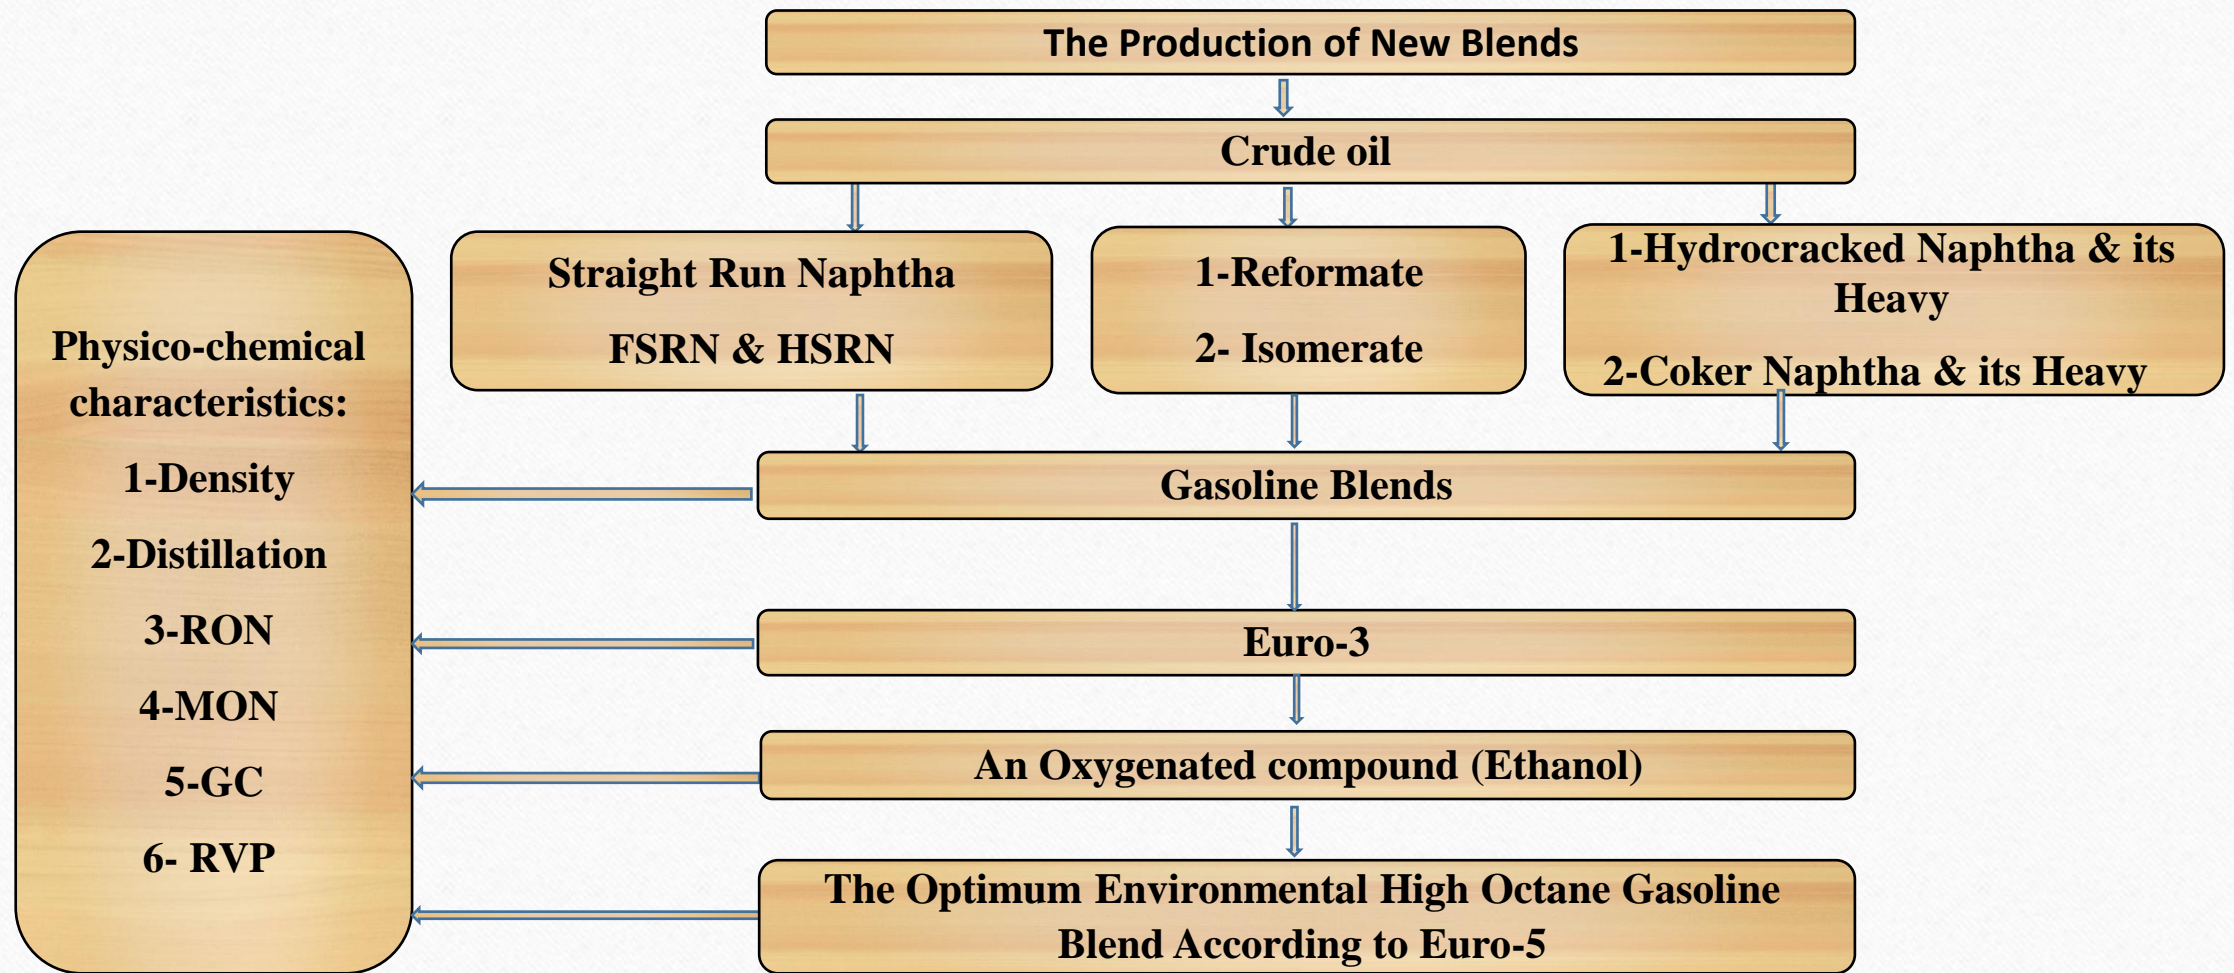 The Production of New Blends
Crude oil
Straight Run Naphtha
FSRN & HSRN
1-Reformate
2- Isomerate
1-Hydrocracked Naphtha & its
Heavy
2-Coker Naphtha & its Heavy
Physico-chemical
characteristics:
1-Density
2-Distillation
3-RON
4-MON
5-GC
6- RVP
Gasoline Blends
Euro-3
An Oxygenated compound (Ethanol)
The Optimum Environmental High Octane Gasoline
Blend According to Euro-5